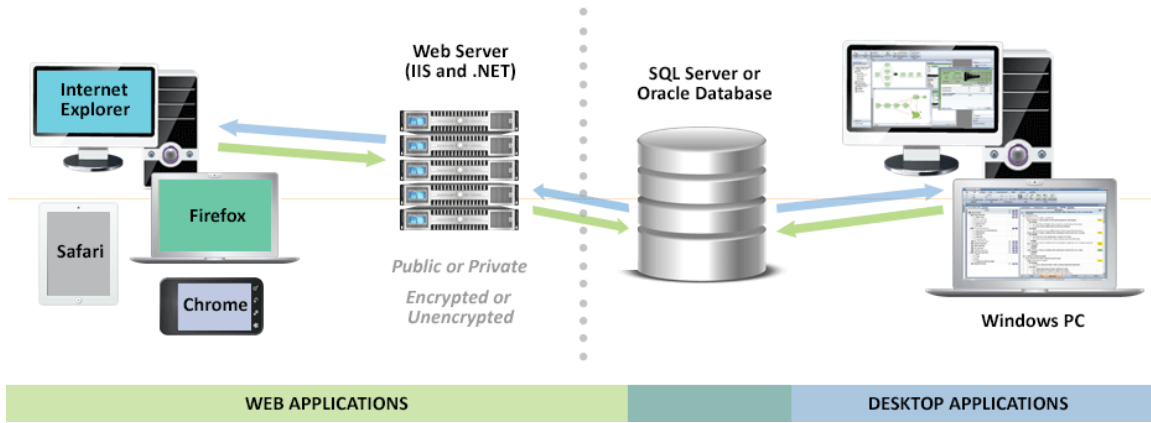 Internet
Explorer
Web Server
(IIS and .NET)
SQL Server or
Oracle Database
Firefox
Safari
Chrome
Public or Private
Encrypted or
Unencrypted
Windows PC
WEB APPLICATIONS
DESKTOP APPLICATIONS